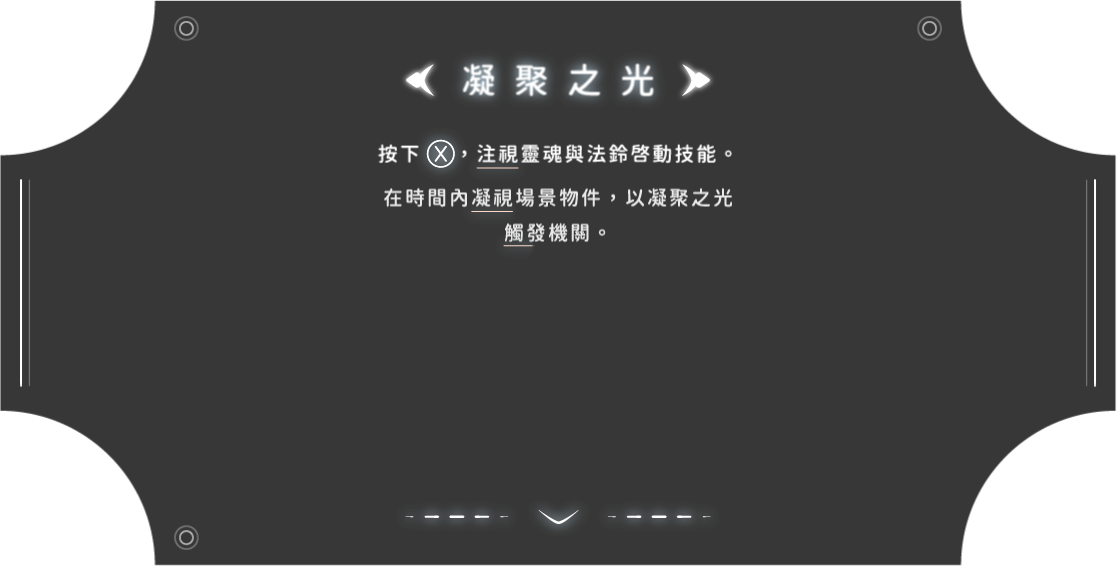 凝聚之光
按下Ⓧ，注視靈魂與法鈴啓動技能。
在時間內凝視場景物件，以凝聚之光
觸發機關。